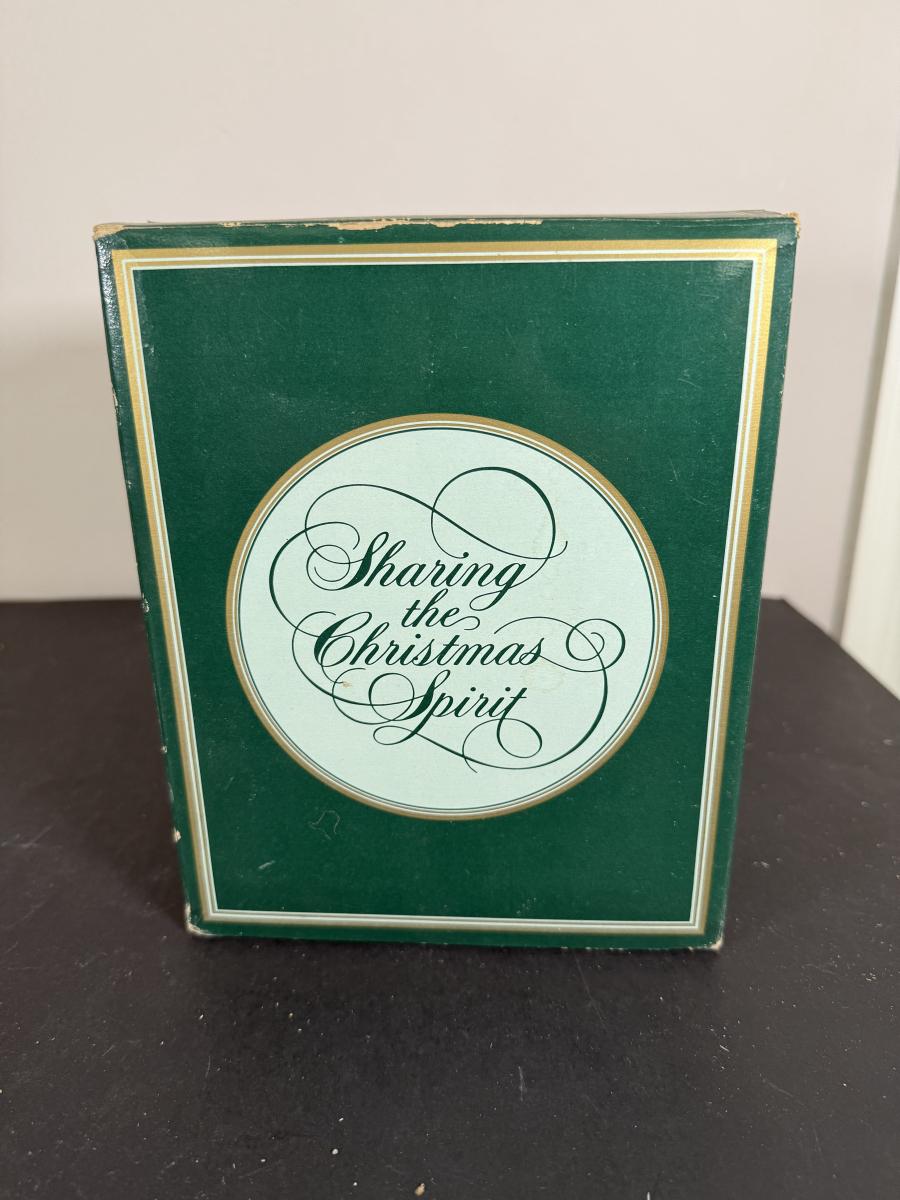 Sharing
the
Christmas
Spirit